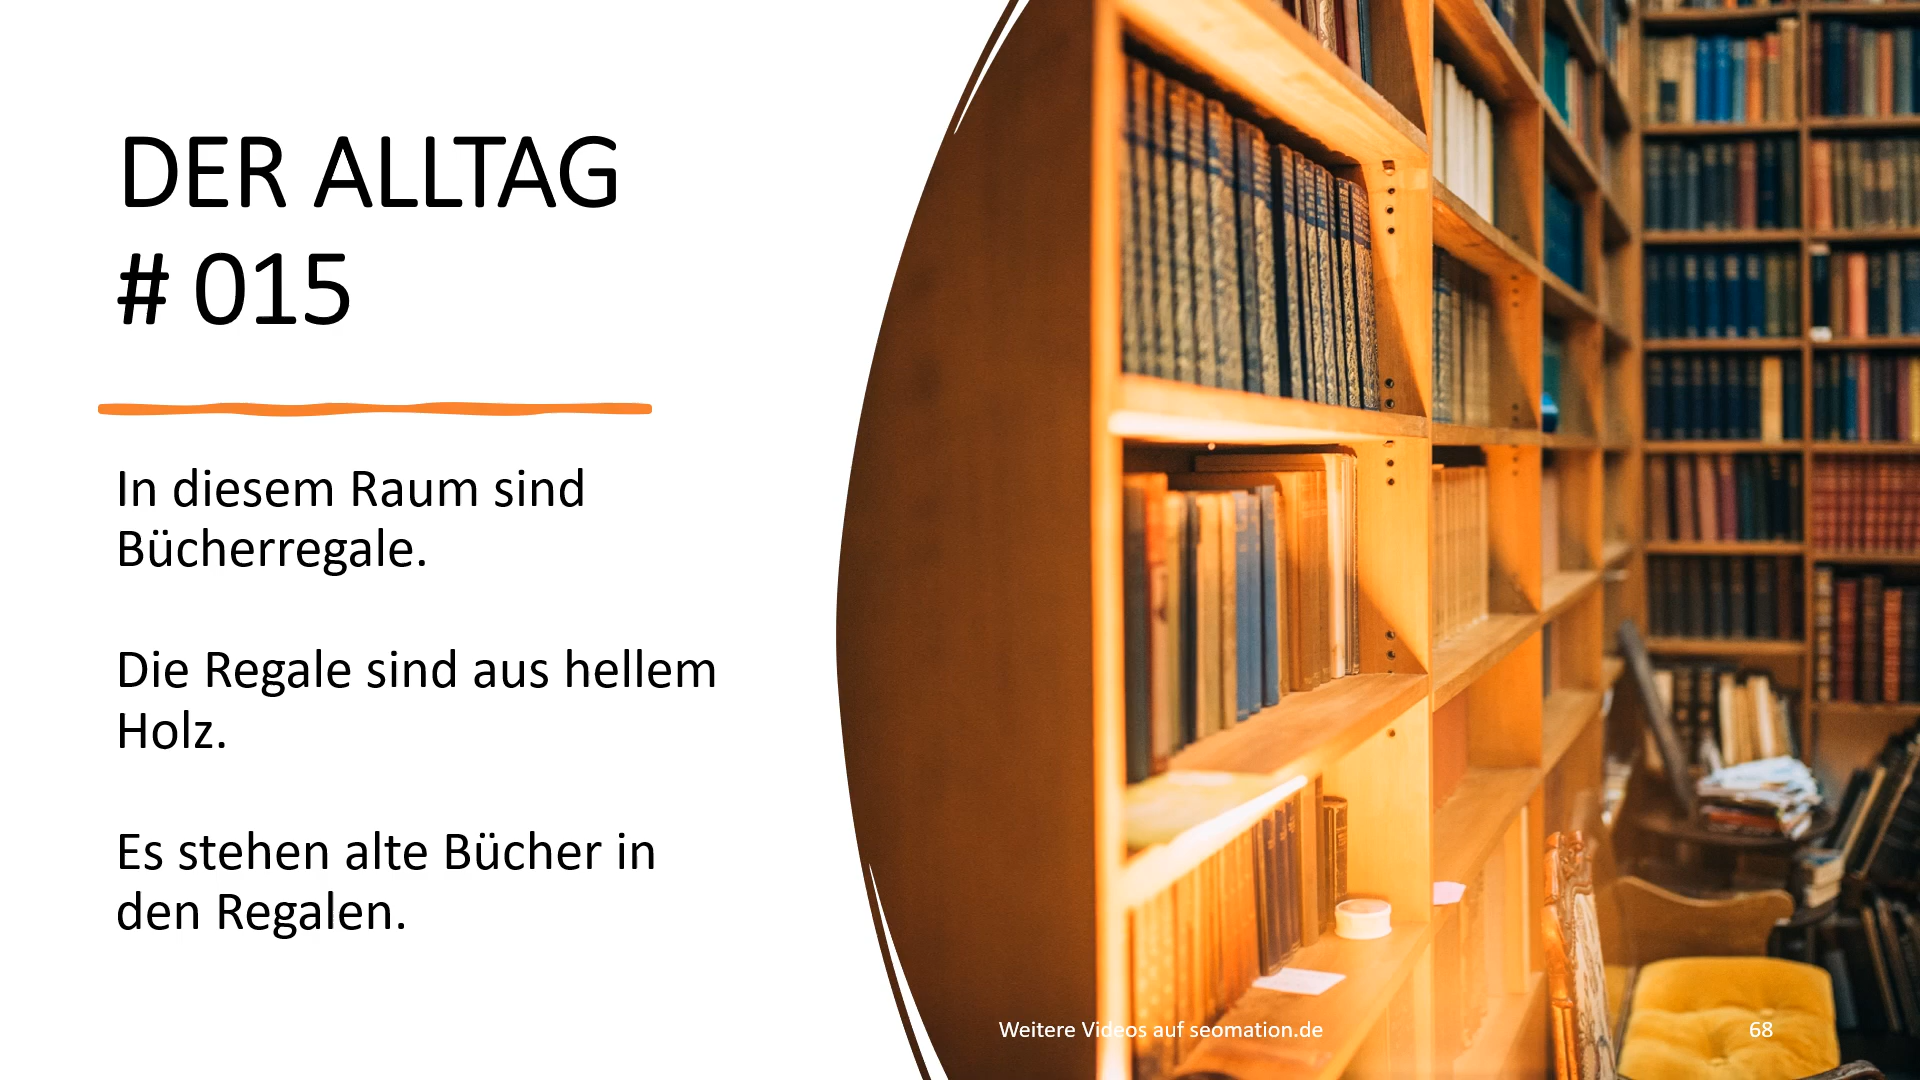 DER ALLTAG
# 015
In diesem Raum sind
Bücherregale.
Die Regale sind aus hellem
Holz.
Es stehen alte Bücher in
den Regalen.
Weitere Videos auf seomation.de
68